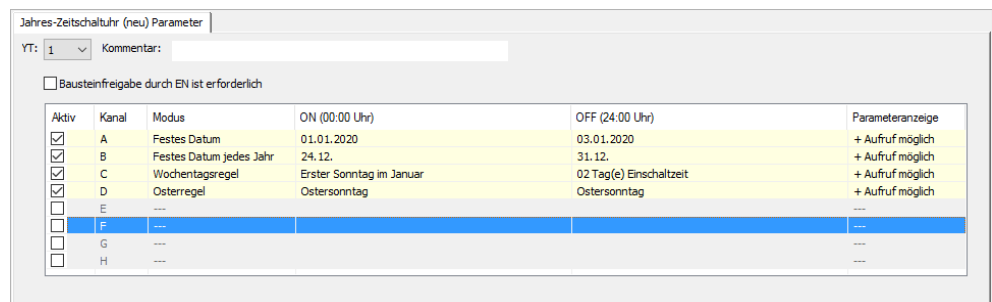 Jahres-Zeitschaltuhr (neu) Parameter
YT: 1 Kommentar:
Bausteinfreigabe durch EN ist erforderlich
Aktiv Kanal Modus ON (00:00 Uhr) OFF (24:00 Uhr) Parameteranzeige
A Festes Datum 01.01.2020 03.01.2020 + Aufruf möglich
B Festes Datum jedes Jahr 24.12. 31.12. + Aufruf möglich
C Wochentagsregel Erster Sonntag im Januar 02 Tag(e) Einschaltzeit + Aufruf möglich
D Osterregel Ostersonntag Ostersonntag + Aufruf möglich
E --- ---
F --- ---
G --- ---
H --- ---